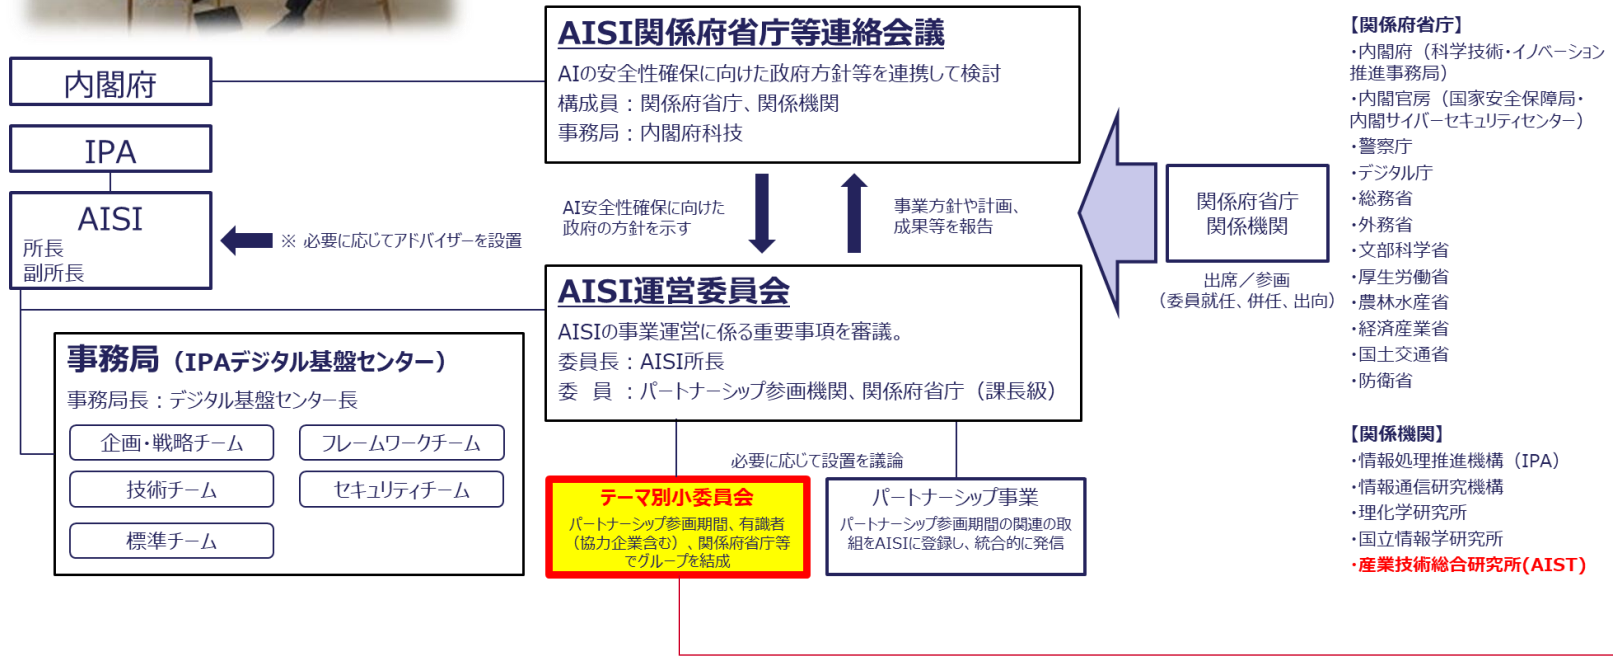 内閣府
IPA
AISI
所長
副所長
※ 必要に応じてアドバイザーを設置
事務局（IPAデジタル基盤センター）
事務局長：デジタル基盤センター長
企画・戦略チーム
フレームワークチーム
技術チーム
セキュリティチーム
標準チーム
AISI関係府省庁等連絡会議
AIの安全性確保に向けた政府方針等を連携して検討
構成員：関係府省庁、関係機関
事務局：内閣府科技
AI安全性確保に向けた
政府の方針を示す
事業方針や計画、
成果等を報告
AISI運営委員会
AISIの事業運営に係る重要事項を審議。
委員長：AISI所長
委　員　：パートナーシップ参画機関、関係府省庁（課長級）
必要に応じて設置を議論
テーマ別小委員会
パートナーシップ参画期間、有識者
（協力企業含む）、関係府省庁等
でグループを結成
パートナーシップ事業
パートナーシップ参画期間の関連の取
組をAISIに登録し、統合的に発信
関係府省庁
関係機関
出席／参画
（委員就任、併任、出向）
【関係府省庁】
・内閣府（科学技術・イノベーション
推進事務局）
・内閣官房（国家安全保障局・
内閣サイバーセキュリティセンター）
・警察庁
・デジタル庁
・総務省
・外務省
・文部科学省
・厚生労働省
・農林水産省
・経済産業省
・国土交通省
・防衛省
【関係機関】
・情報処理推進機構（IPA）
・情報通信研究機構
・理化学研究所
・国立情報学研究所
・産業技術総合研究所(AIST)